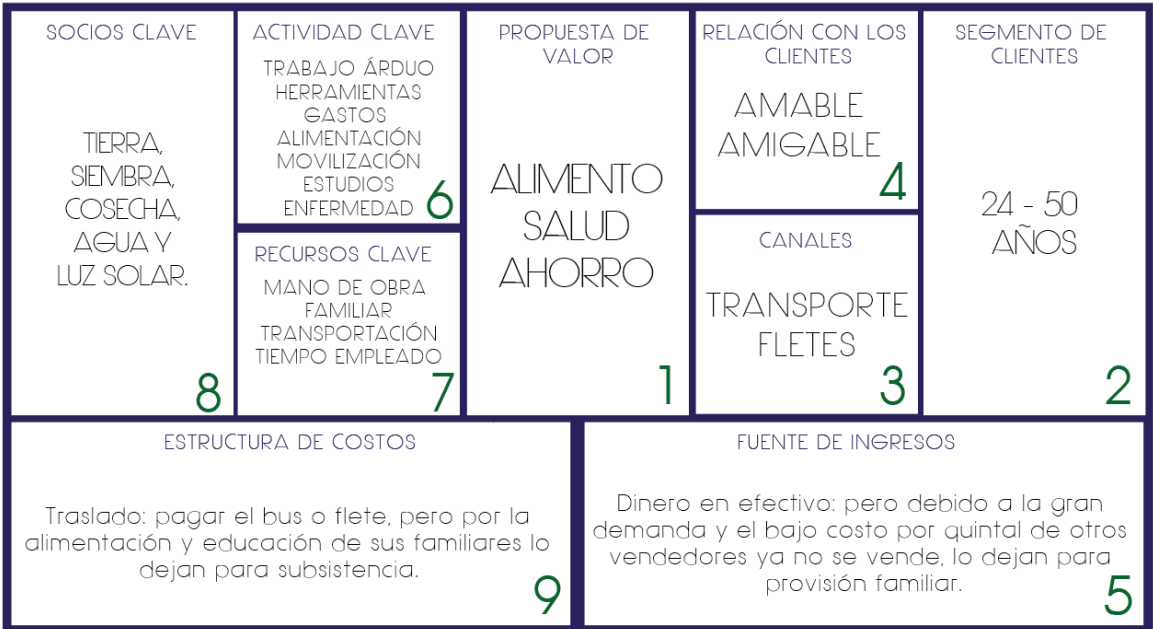 SOCIOS CLAVE
TIERRA,
SIEMBRA,
COSECHA,
AGUA Y
LUZ SOLAR.
8
ACTIVIDAD CLAVE
TRABAJO ÁRDUO
HERRAMIENTAS
GASTOS
ALIMENTACIÓN
MOVILIZACIÓN
ESTUDIOS
ENFERMEDAD
6
RECURSOS CLAVE
MANO DE OBRA
FAMILIAR
TRANSPORTACIÓN
TIEMPO EMPLEADO
7
PROPUESTA DE
VALOR
ALIMENTO
SALUD
AHORRO
1
RELACIÓN CON LOS
CLIENTES
AMABLE
AMIGABLE
4
CANALES
TRANSPORTE
FLETES
3
SEGMENTO DE
CLIENTES
24 - 50
AÑOS
2
ESTRUCTURA DE COSTOS
Traslado: pagar el bus o flete, pero por la
alimentación y educación de sus familiares lo
dejan para subsistencia.
9
FUENTE DE INGRESOS
Dinero en efectivo: pero debido a la gran
demanda y el bajo costo por quintal de otros
vendedores ya no se vende, lo dejan para
provisión familiar.
5